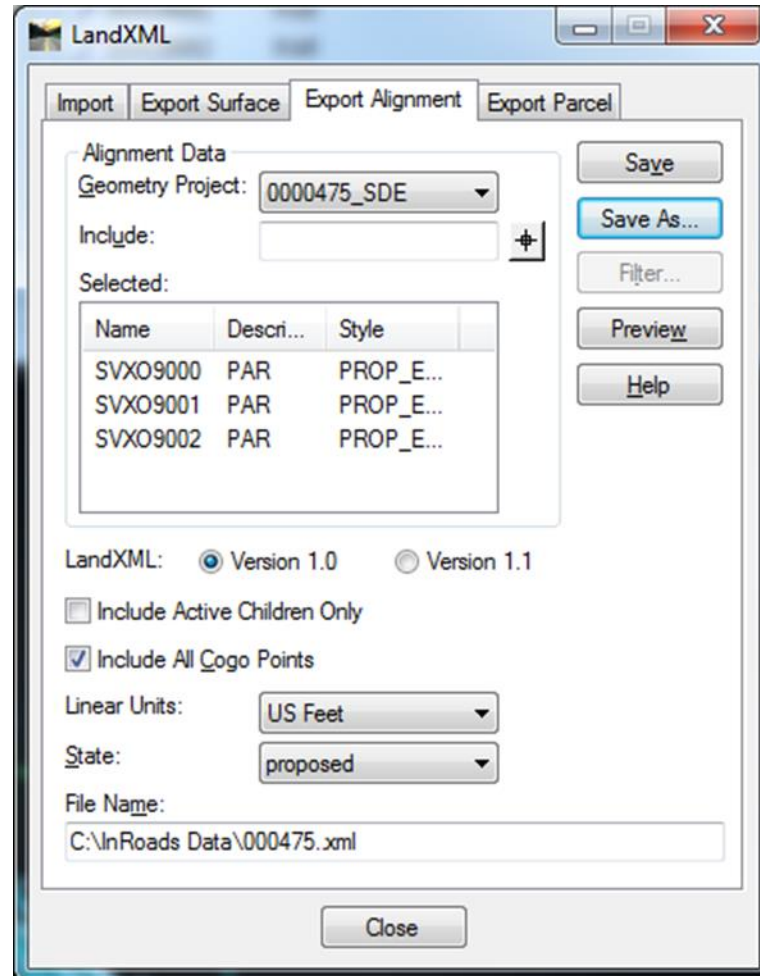 LandXML
Import Export Surface Export Alignment Export Parcel
Alignment Data
Geometry Project: 0000475_SDE
Include:
Selected:
Name Descri... Style
SVXO9000 PAR PROP_E...
SVXO9001 PAR PROP_E...
SVXO9002 PAR PROP_E...
Save
Save As...
Filter...
Preview
Help
LandXML: Version 1.0 Version 1.1
Include Active Children Only
Include All Cogo Points
Linear Units: US Feet
State: proposed
File Name:
C:\InRoads Data\000475.xml
Close